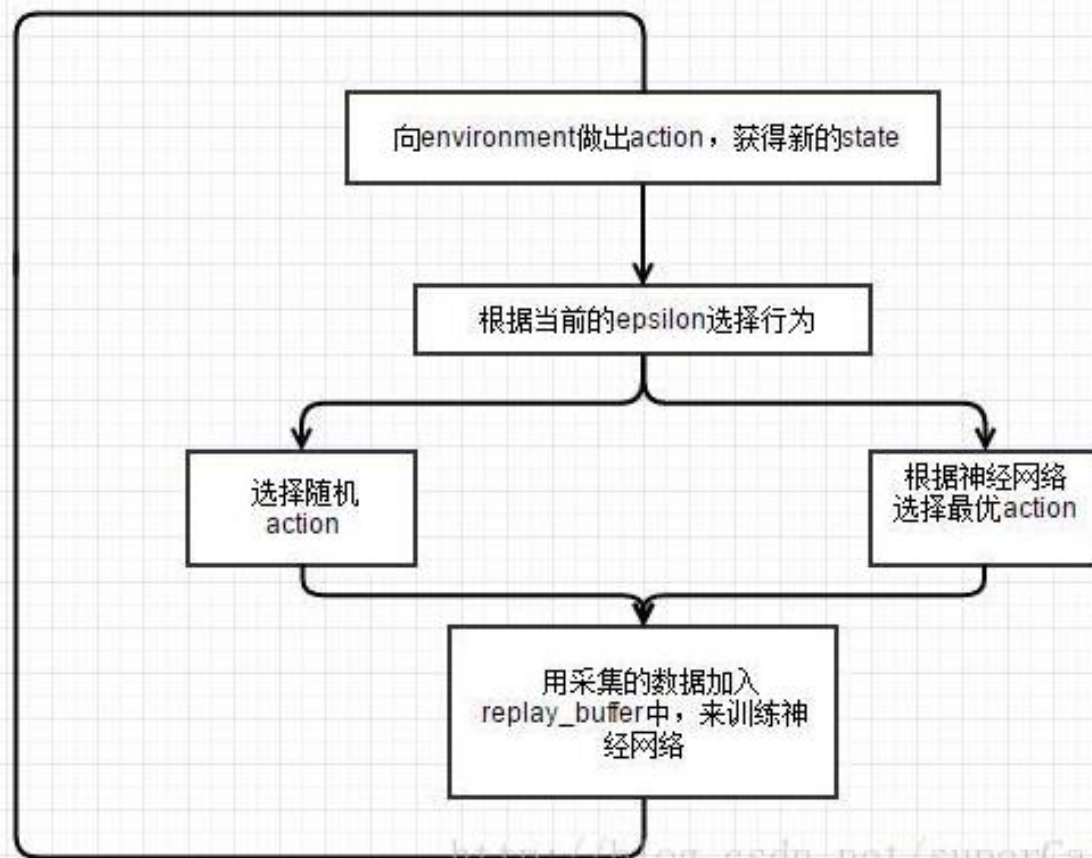 向environment做出action，获得新的state
根据当前的epsilon选择行为
选择随机
action
根据神经网络
选择最优action
用采集的数据加入
replay_buffer中，来训练神
经网络